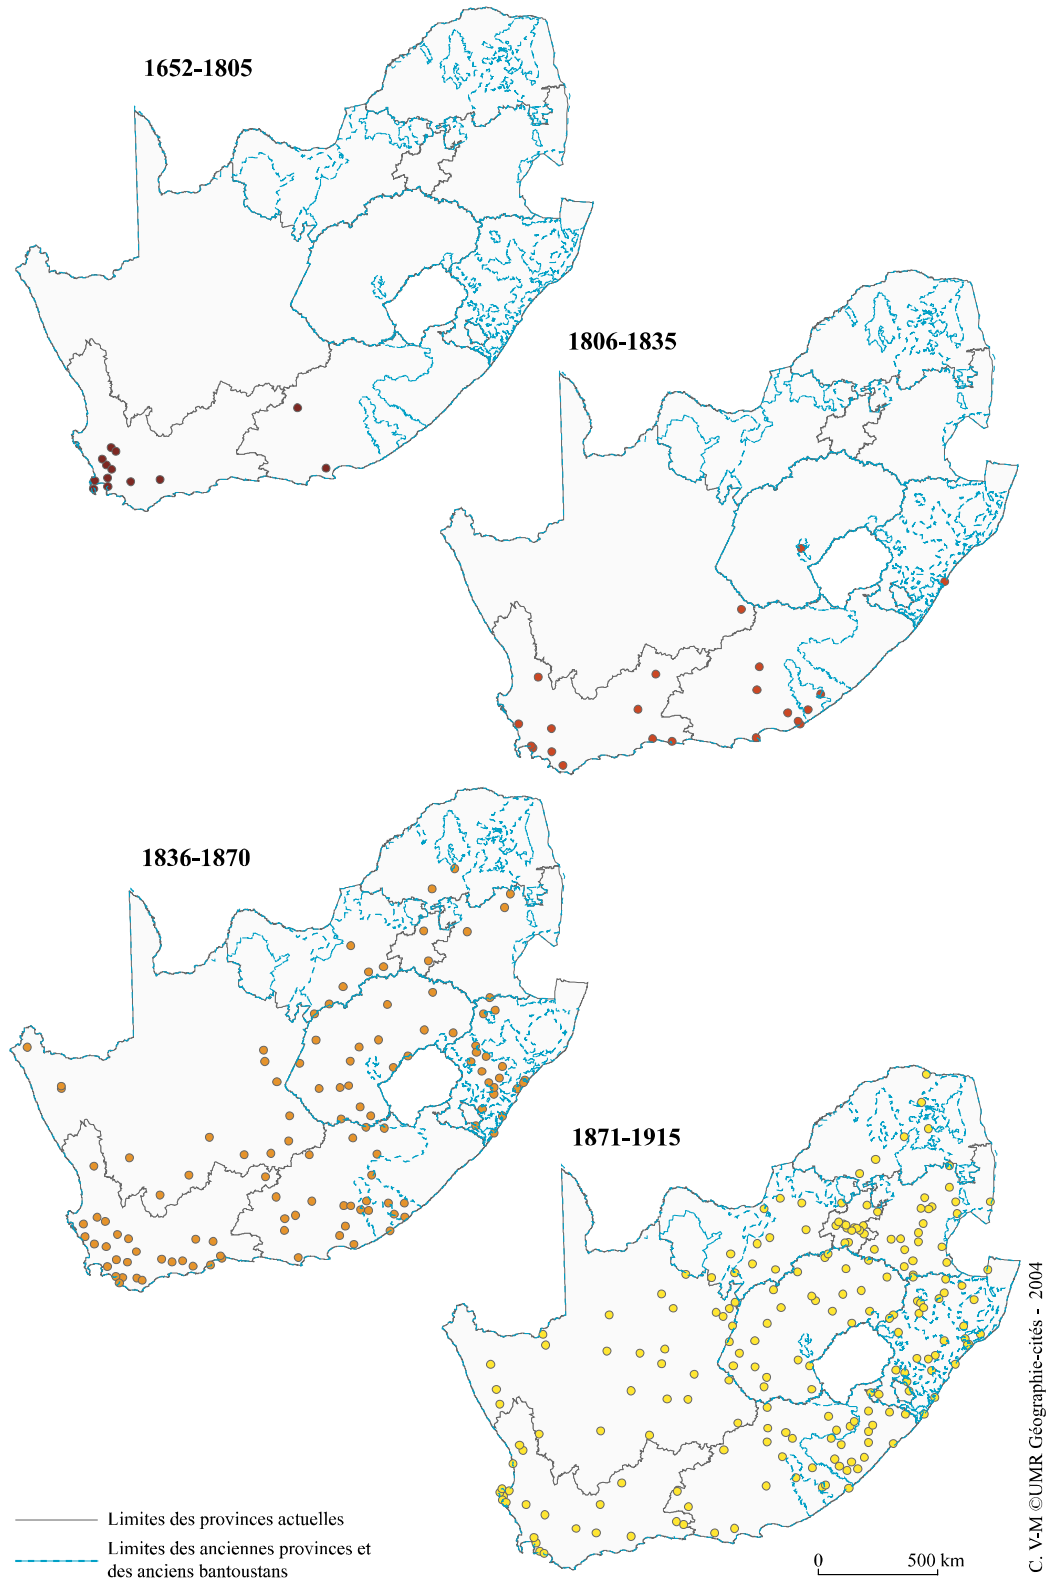 1652-1805
1806-1835
1836-1870
1871-1915
Limites des provinces actuelles
Limites des anciennes provinces et
des anciens bantoustans
0 500 km
C. V-M ©UMR Géographie-cités - 2004